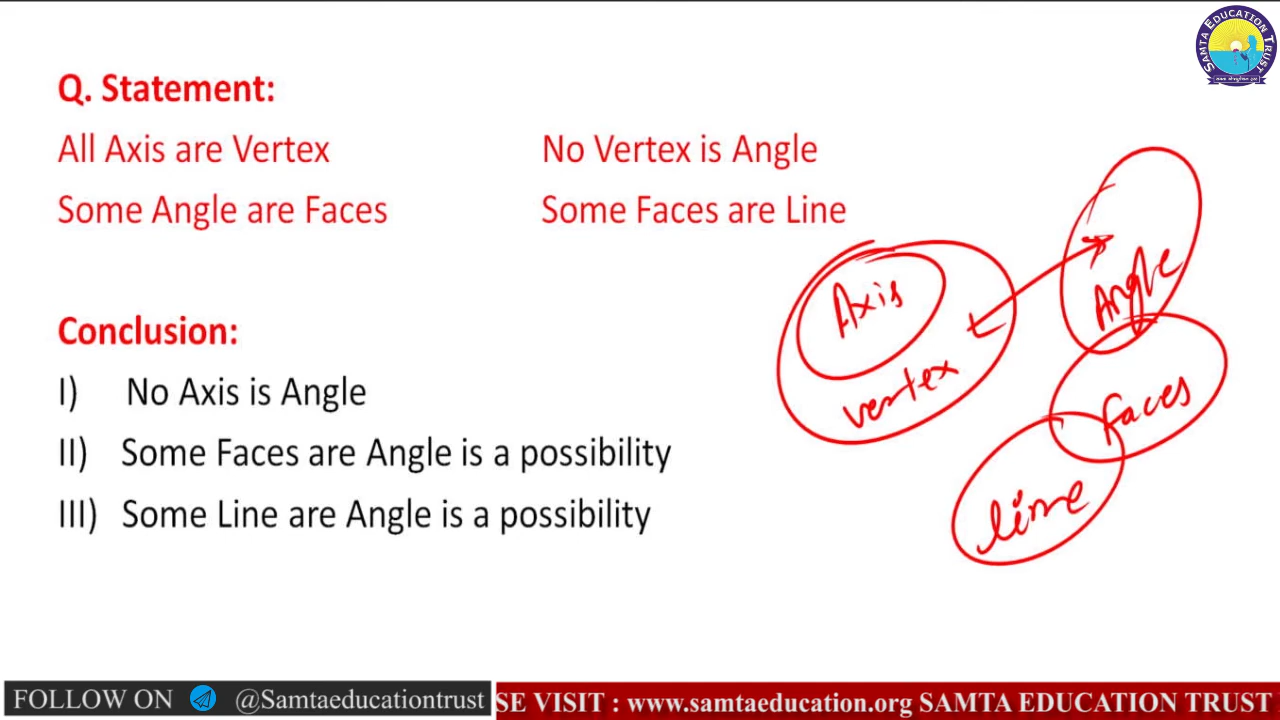 SAMTA EDUCATION TRUST
Q. Statement:
All Axis are Vertex No Vertex is Angle
Some Angle are Faces Some Faces are Line
Conclusion:
I) No Axis is Angle
II) Some Faces are Angle is a possibility
III) Some Line are Angle is a possibility
Axis
vertex
Angle
faces
line
FOLLOW ON @Samtaeducationtrust SE VISIT : www.samtaeducation.org SAMTA EDUCATION TRUST